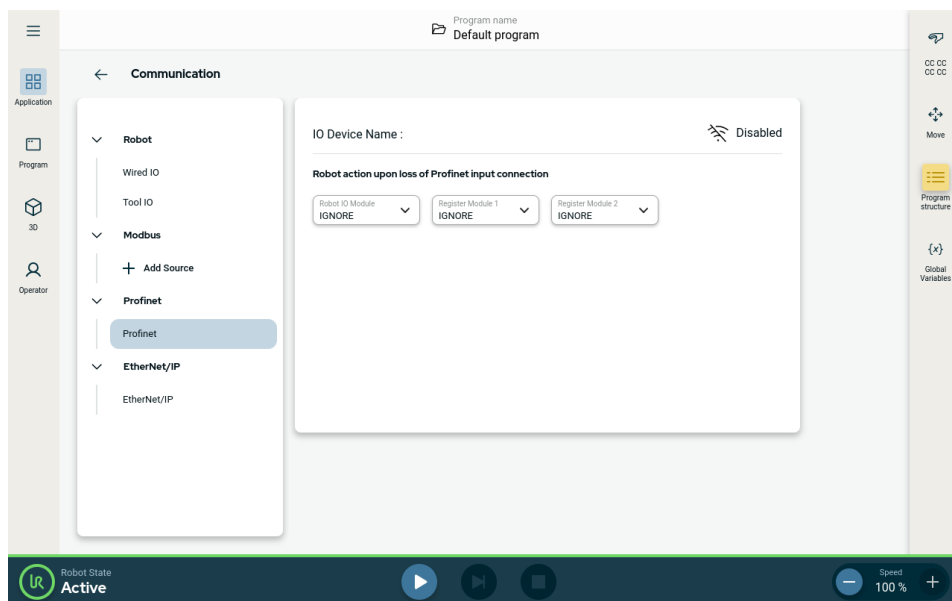 Program name
Default program
Application
Program
3D
Operator
Communication
Robot
Wired IO
Tool IO
Modbus
Add Source
Profinet
Profinet
EtherNet/IP
EtherNet/IP
IO Device Name :
Disabled
Robot action upon loss of Profinet input connection
Robot IO Module
IGNORE
Register Module 1
IGNORE
Register Module 2
IGNORE
CC CC
CC CC
Move
Program
structure
{x}
Global
Variables
UR
Robot State
Active
Speed
100 %